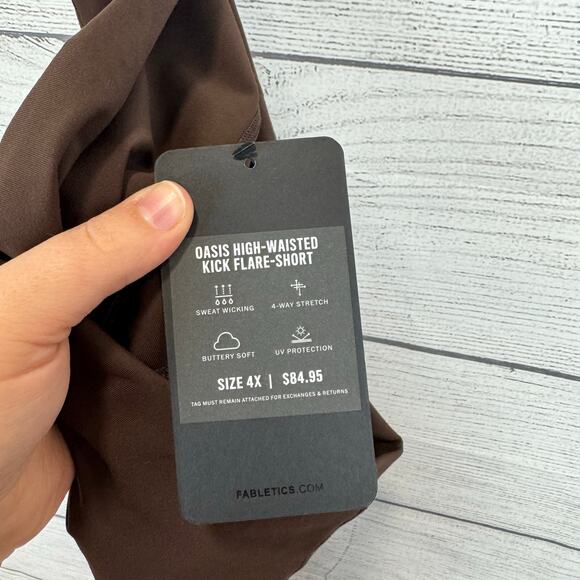 OASIS HIGH-WAISTED
KICK FLARE-SHORT
SWEAT WICKING
4-WAY STRETCH
BUTTERY SOFT
UV PROTECTION
SIZE 4X | $84.95
TAG MUST REMAIN ATTACHED FOR EXCHANGES & RETURNS
FABLETICS.COM